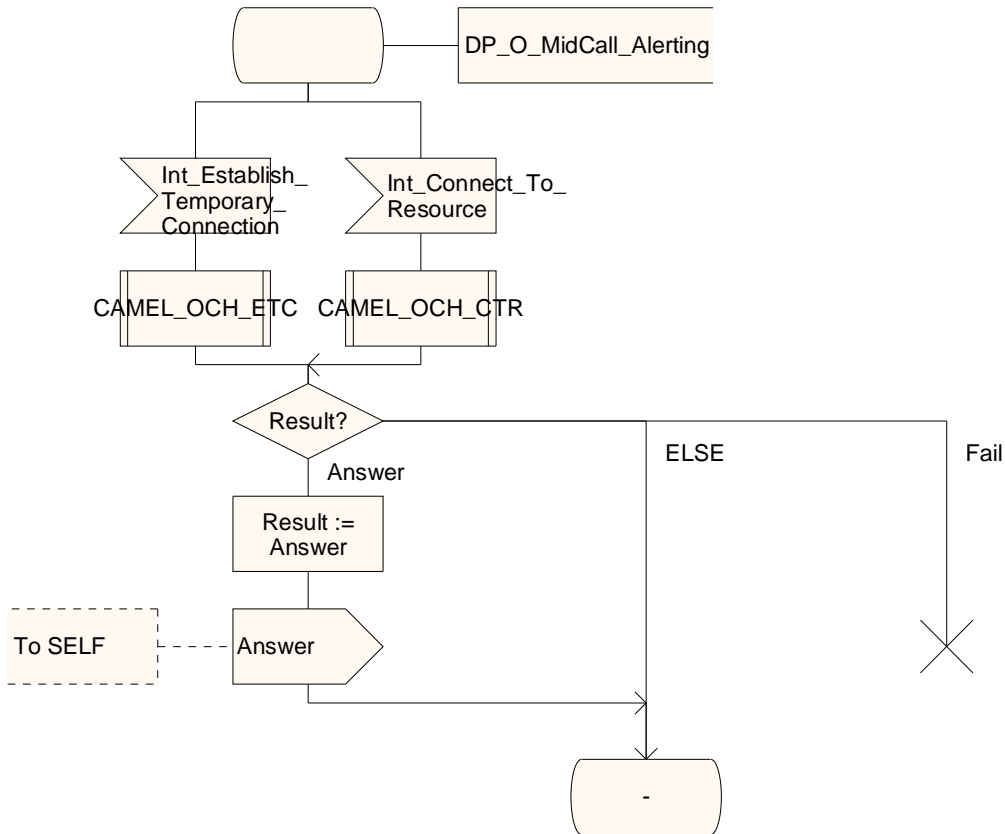 DP_O_MidCall_Alerting
Int_Establish_
Temporary_
Connection
Int_Connect_To_
Resource
CAMEL_OCH_ETC
CAMEL_OCH_CTR
Result?
ELSE
Fail
Answer
Result :=
Answer
To SELF
Answer
-